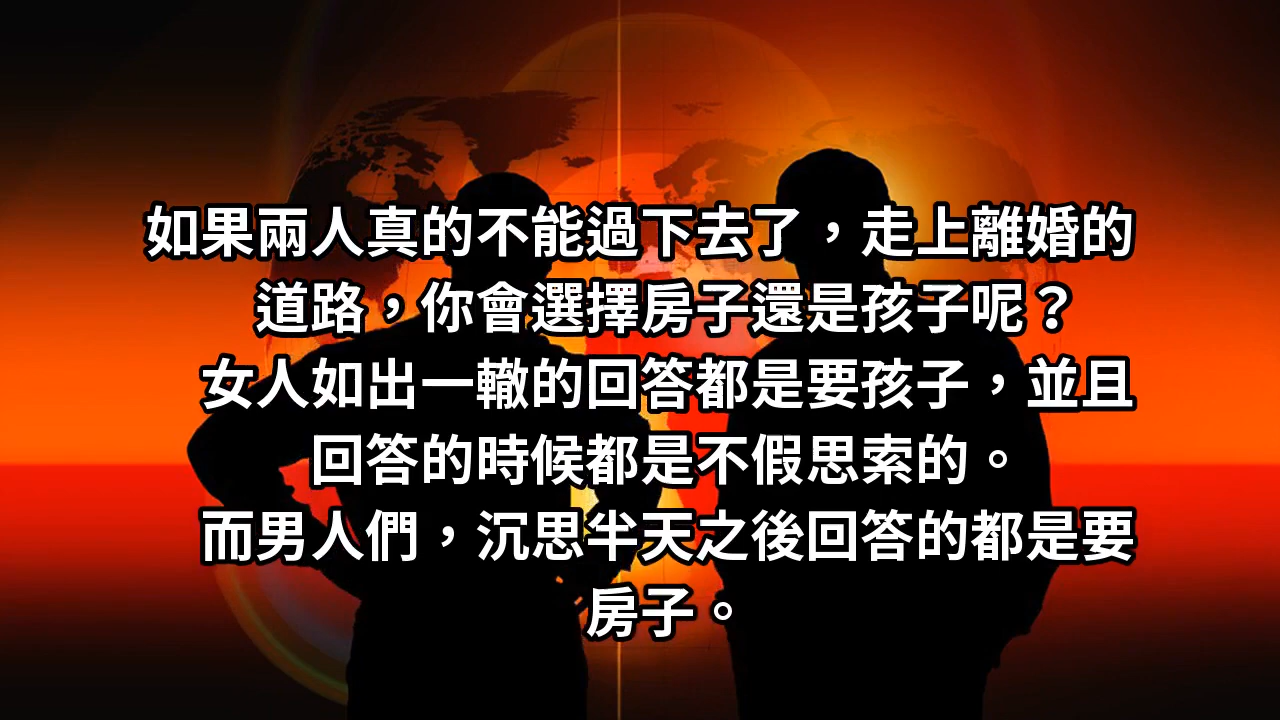 如果兩人真的不能過下去了，走上離婚的
道路，你會選擇房子還是孩子呢？
女人如出一轍的回答都是要孩子，並且
回答的時候都是不假思索的。
而男人們，沉思半天之後回答的都是要
房子。